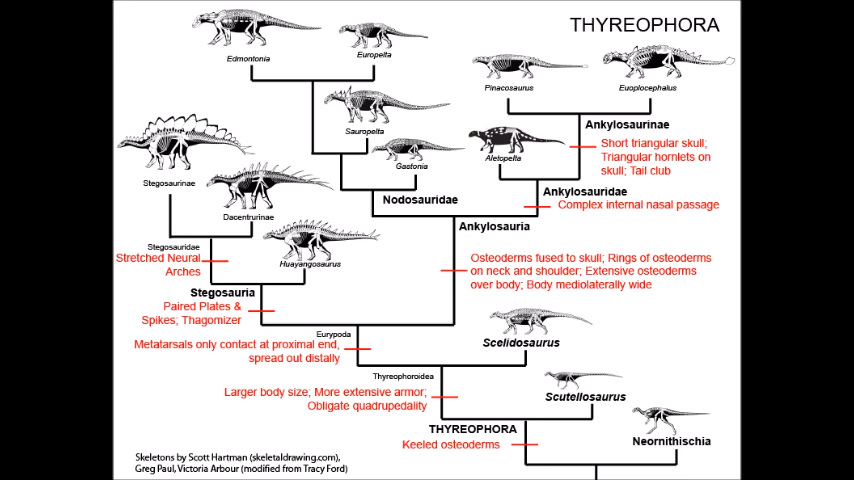 THYREOPHORA
Edmontonia
Europelta
Pinacosaurus
Euoplocephalus
Sauropelta
Ankylosaurinae
Short triangular skull;
Triangular hornlets on
skull; Tail club
Aletopelta
Gastonia
Stegosaurinae
Dacentrurinae
Nodosauridae
Ankylosauridae
Complex internal nasal passage
Ankylosauria
Stegosauridae
Stretched Neural
Arches
Huayangosaurus
Osteoderms fused to skull; Rings of osteoderms
on neck and shoulder; Extensive osteoderms
over body; Body mediolaterally wide
Stegosauria
Paired Plates &
Spikes; Thagomizer
Eurypoda
Metatarsals only contact at proximal end,
spread out distally
Scelidosaurus
Thyreophoroidea
Larger body size; More extensive armor;
Obligate quadrupedality
Scutellosaurus
THYREOPHORA
Keeled osteoderms
Neornithischia
Skeletons by Scott Hartman (skeletaldrawing.com),
Greg Paul, Victoria Arbour (modified from Tracy Ford)